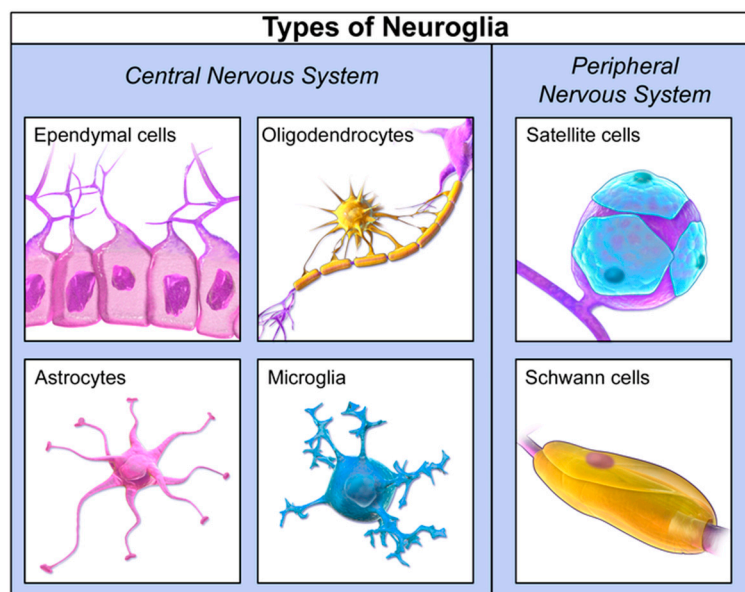 Types of Neuroglia
Central Nervous System
Peripheral
Nervous System
Ependymal cells
Oligodendrocytes
Satellite cells
Astrocytes
Microglia
Schwann cells